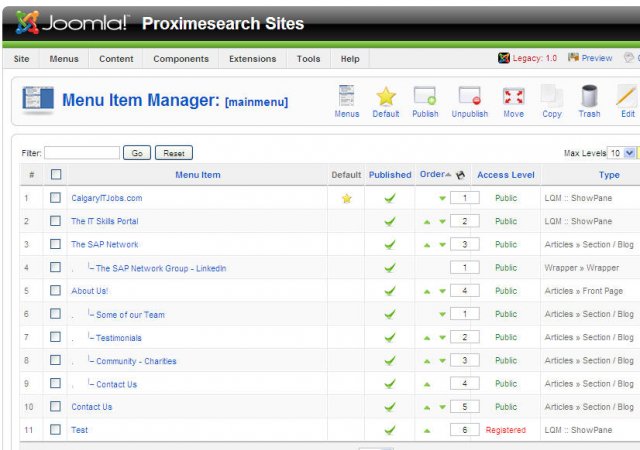 Joomla!™ Proximesearch Sites
Site Menus Content Components Extensions Tools Help Legacy: 1.0 Preview
Menu Item Manager: [mainmenu]
Menus Default Publish Unpublish Move Copy Trash Edit
Filter: Go Reset Max Levels 10
# Menu Item Default Published Order Access Level Type
1 CalgaryITJobs.com 1 Public LQM :: ShowPane
2 The IT Skills Portal 2 Public LQM :: ShowPane
3 The SAP Network 3 Public Articles » Section / Blog
4 . The SAP Network Group - LinkedIn 1 Public Wrapper » Wrapper
5 About Us! 4 Public Articles » Front Page
6 . Some of our Team 1 Public Articles » Section / Blog
7 . Testimonials 2 Public Articles » Section / Blog
8 . Community - Charities 3 Public Articles » Section / Blog
9 . Contact Us 4 Public Articles » Section / Blog
10 Contact Us 5 Public Articles » Section / Blog
11 Test 6 Registered LQM :: ShowPane